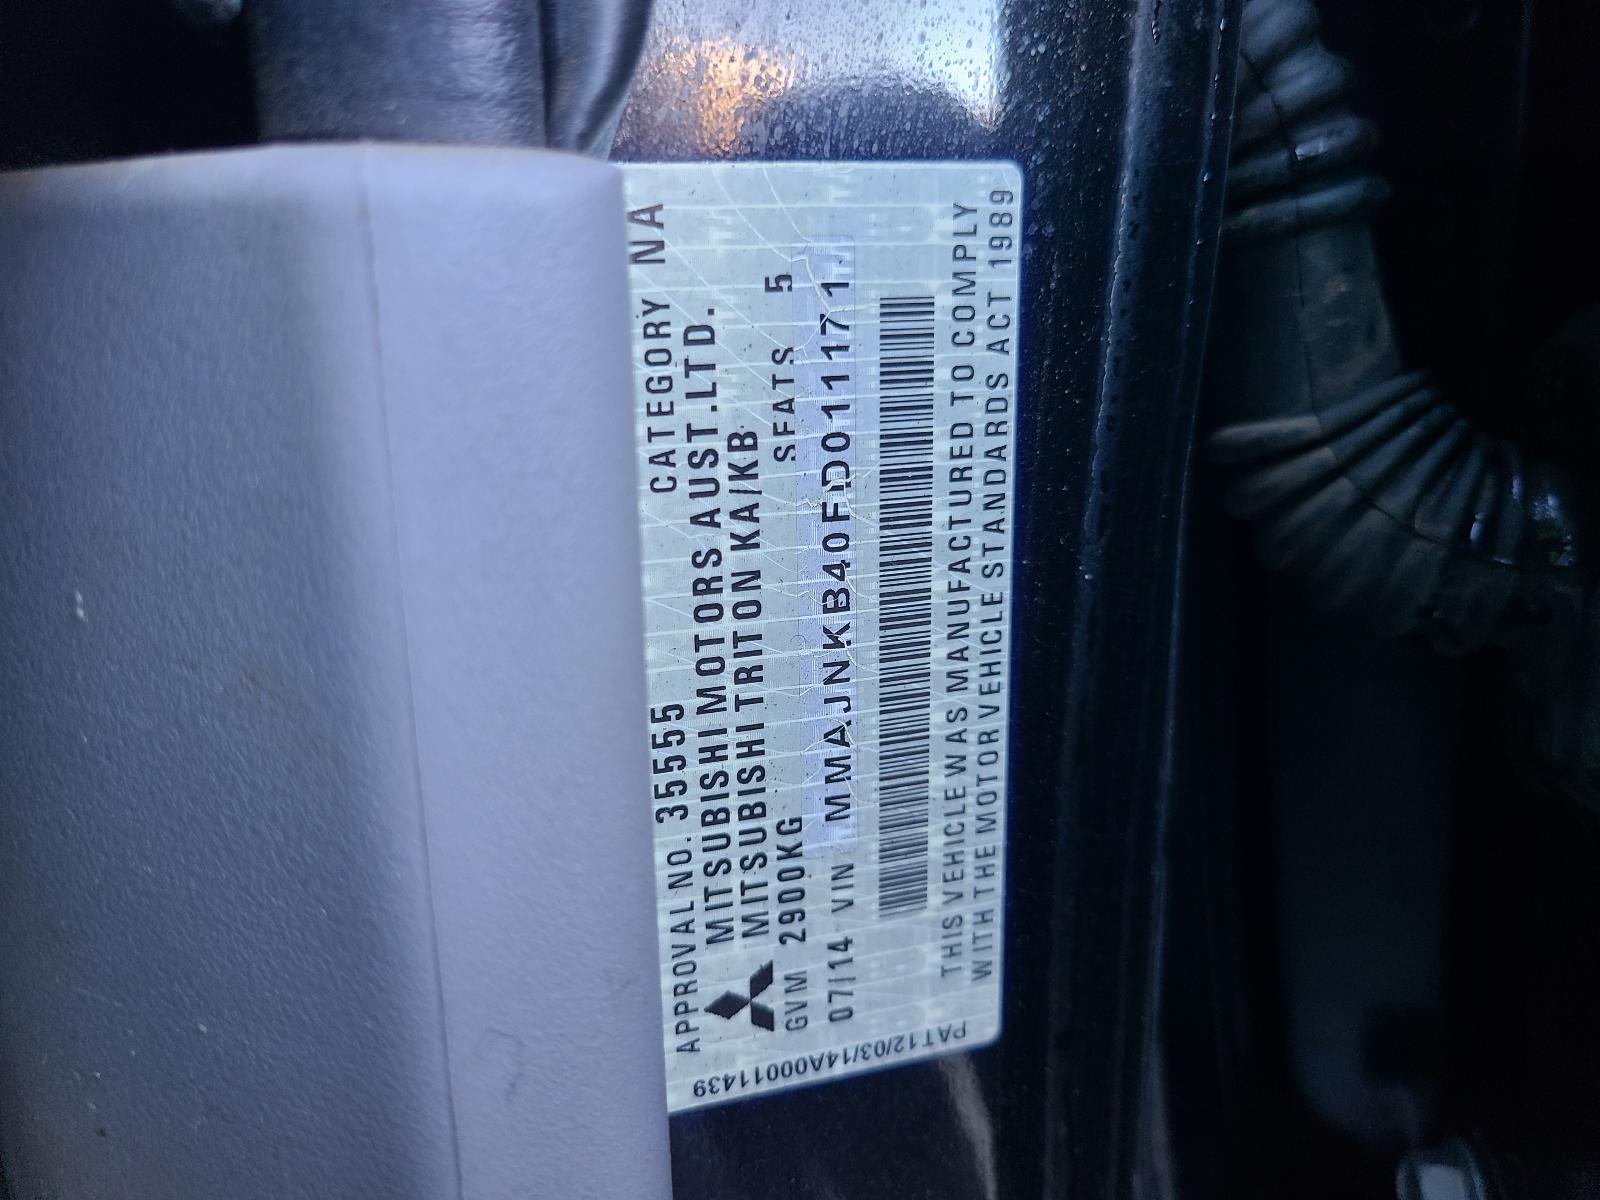 APPROVAL NO. 35555 CATEGORY NA
MITSUBISHI MOTORS AUST.LTD.
MITSUBISHI TRITON KA/KB
GVM 2900KG SEATS 5
07/14 VIN MMAJNKB40FD011171
THIS VEHICLE WAS MANUFACTURED TO COMPLY
WITH THE MOTOR VEHICLE STANDARDS ACT 1989
PAT12/03/14A00011439